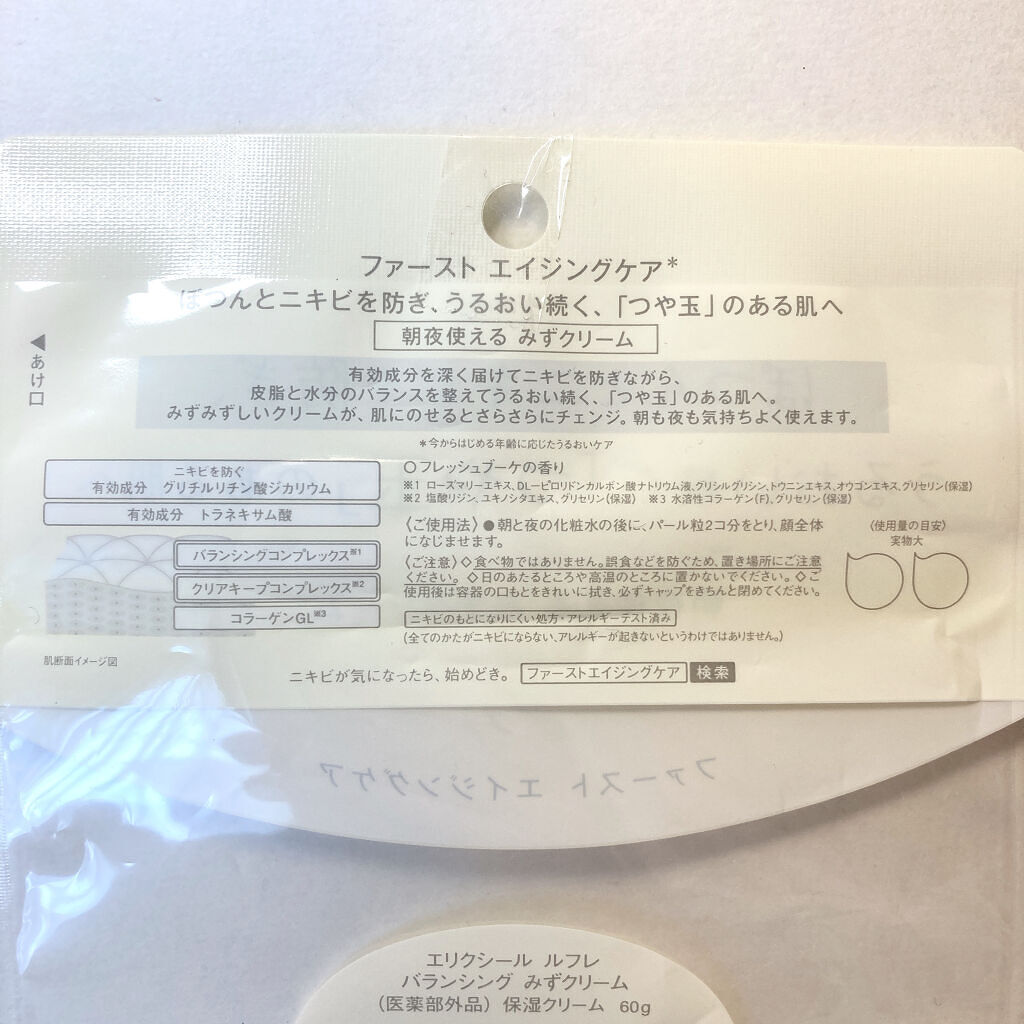 ファースト エイジングケア*
ぽつんとニキビを防ぎ、うるおい続く、「つや玉」のある肌へ
朝夜使える みずクリーム
◀あけ口
有効成分を深く届けてニキビを防ぎながら、
皮脂と水分のバランスを整えてうるおい続く、「つや玉」のある肌へ。
みずみずしいクリームが、肌にのせるとさらさらにチェンジ。朝も夜も気持ちよく使えます。
*今からはじめる年齢に応じたうるおいケア
ニキビを防ぐ
有効成分 グリチルリチン酸ジカリウム
有効成分 トラネキサム酸
バランシングコンプレックス※1
クリアキープコンプレックス※2
コラーゲンGL※3
肌断面イメージ図
○フレッシュブーケの香り
※1 ローズマリーエキス、DL-ピロリドンカルボン酸ナトリウム液、グリシルグリシン、トウニンエキス、オウゴンエキス、グリセリン(保湿)
※2 塩酸リジン、ユキノシタエキス、グリセリン(保湿) ※3 水溶性コラーゲン(F)、グリセリン(保湿)
〈ご使用法〉●朝と夜の化粧水の後に、パール粒2コ分をとり、顔全体
になじませます。
〈ご注意〉◇食べ物ではありません。誤食などを防ぐため、置き場所にご注意
ください。◇日のあたるところや高温のところに置かないでください。◇ご
使用後は容器の口もとをきれいに拭き、必ずキャップをきちんと閉めてください。
〈使用量の目安〉
実物大
ニキビのもとになりにくい処方・アレルギーテスト済み
(全てのかたがニキビにならない、アレルギーが起きないというわけではありません。)
ニキビが気になったら、始めどき。 ファーストエイジングケア 検索
ファースト エイジングケア
エリクシール ルフレ
バランシング みずクリーム
(医薬部外品) 保湿クリーム 60g